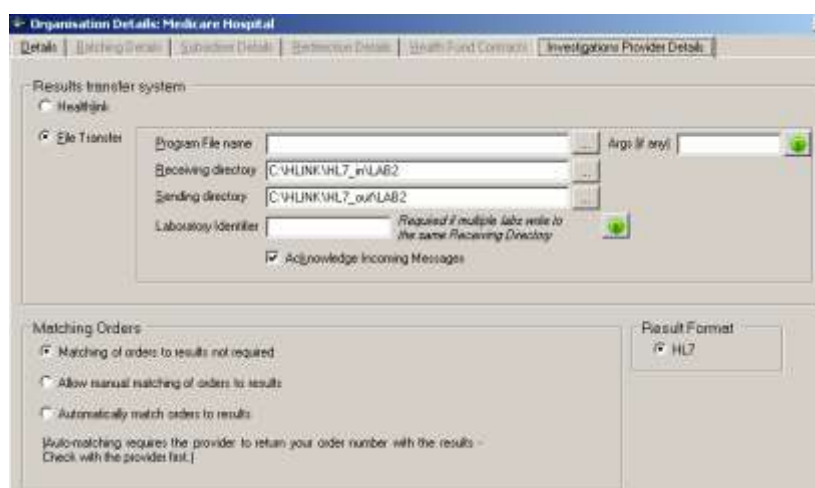 Organisation Details: Medicare Hospital
Details Batching Details Subsidiser Details Redirection Details Health Fund Contracts Investigations Provider Details
Results transfer system
Healthlink
File Transfer
Program File name ... Args (if any)
Receiving directory C:\HLINK\HL7_in\LAB2 ...
Sending directory C:\HLINK\HL7_out\LAB2 ...
Laboratory Identifier Required if multiple labs write to
the same Receiving Directory
Acknowledge Incoming Messages
Matching Orders
Matching of orders to results not required
Allow manual matching of orders to results
Automatically match orders to results
(Auto-matching requires the provider to return your order number with the results -
Check with the provider first.)
Result Format
HL7